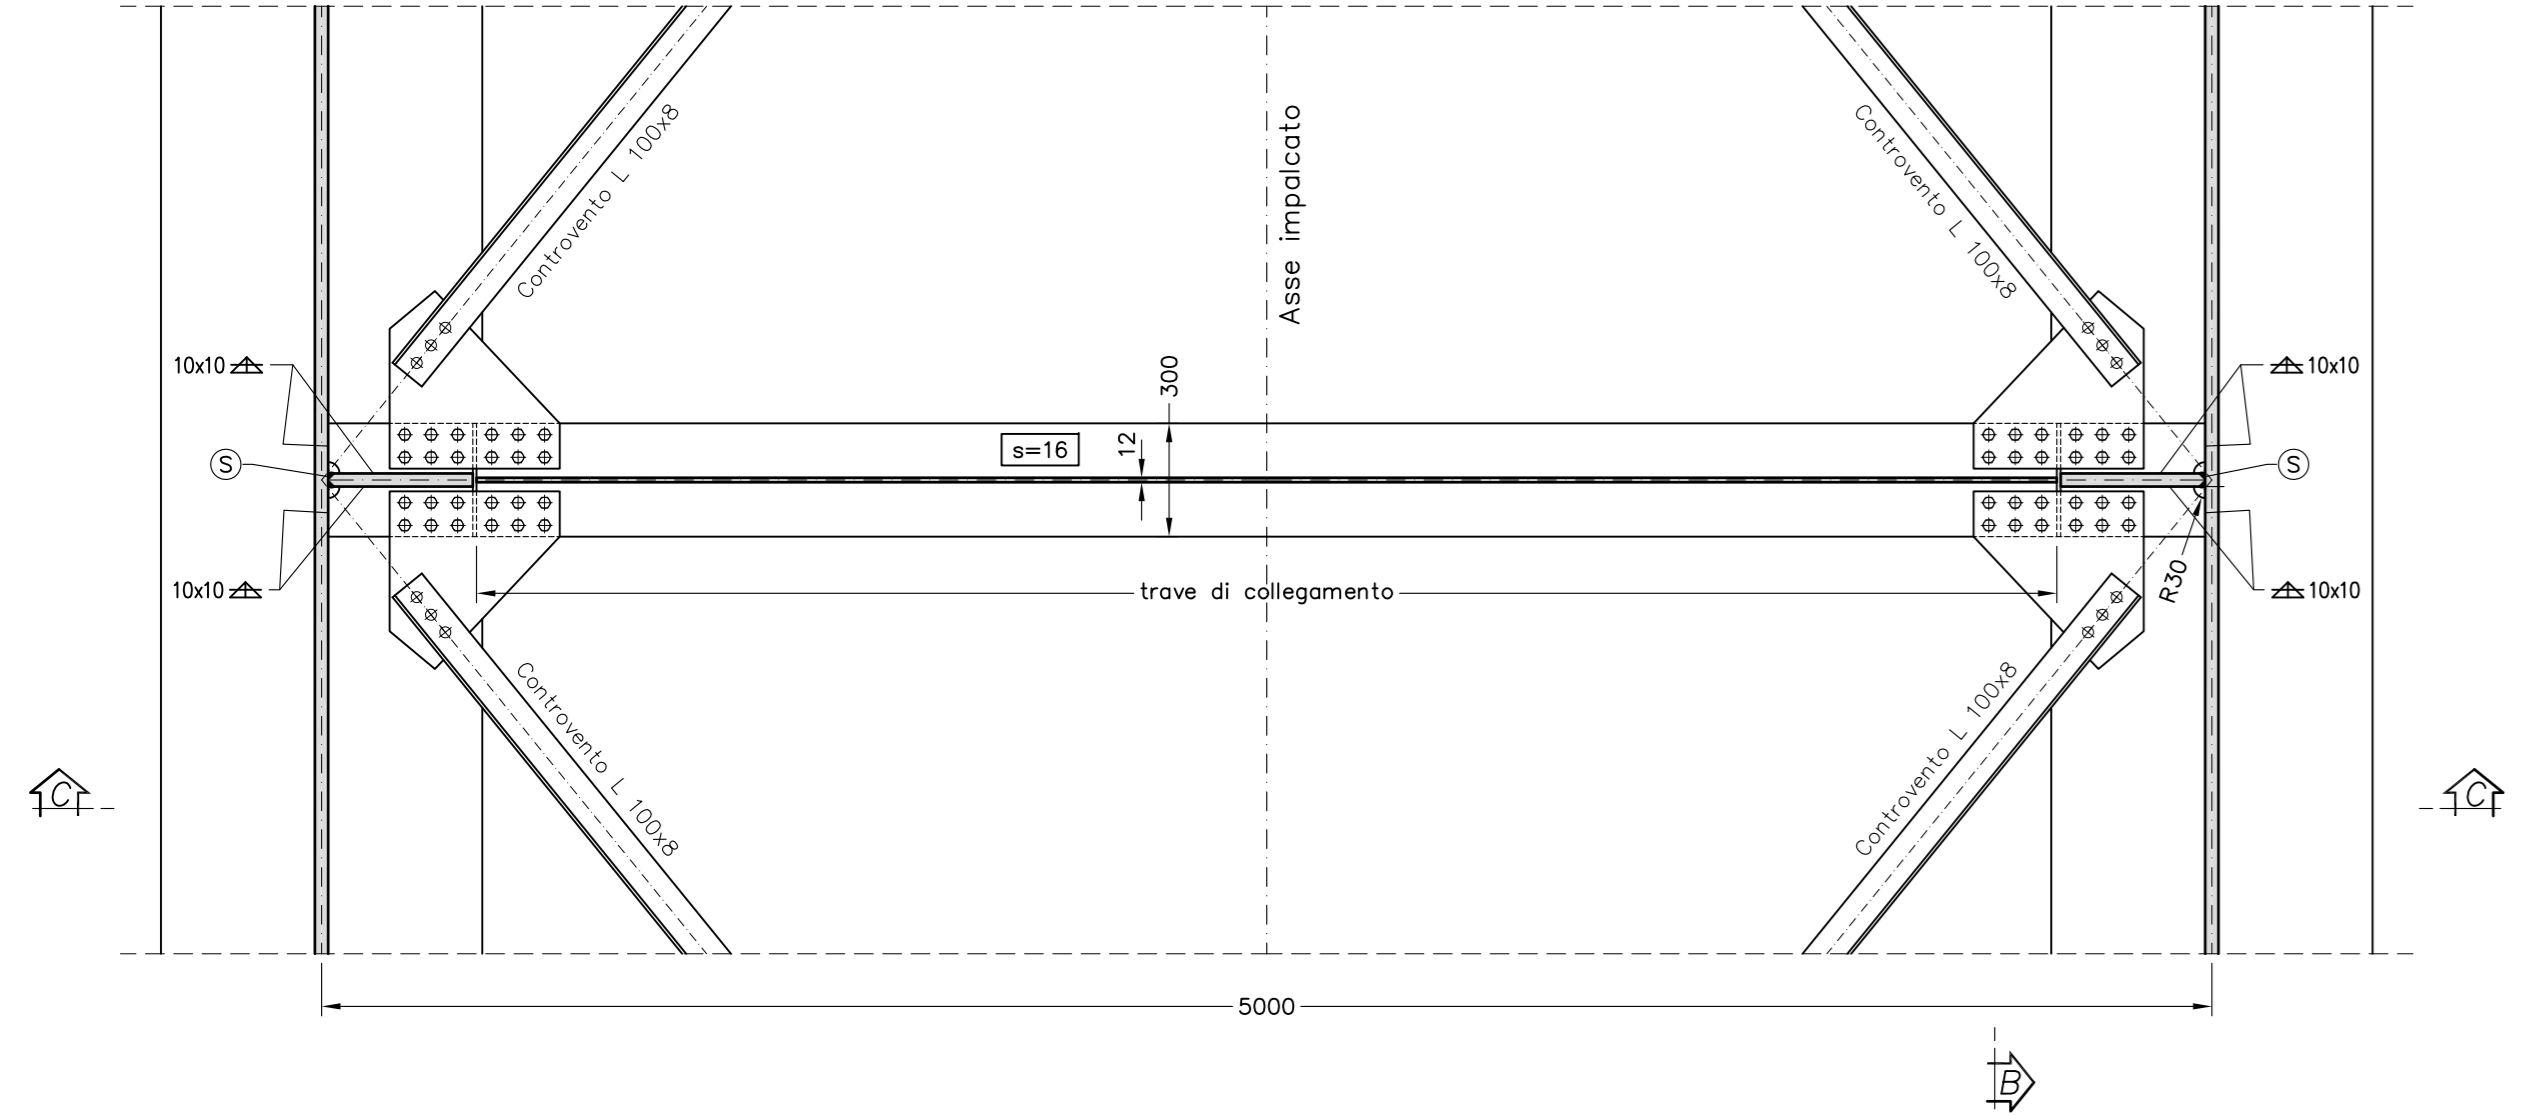 Controvento L 100x8
Asse impalcato
Controvento L 100x8
10x10
300
10x10
S
s=16
12
S
10x10
trave di collegamento
R30
10x10
Controvento L 100x8
Controvento L 100x8
C
C
5000
B